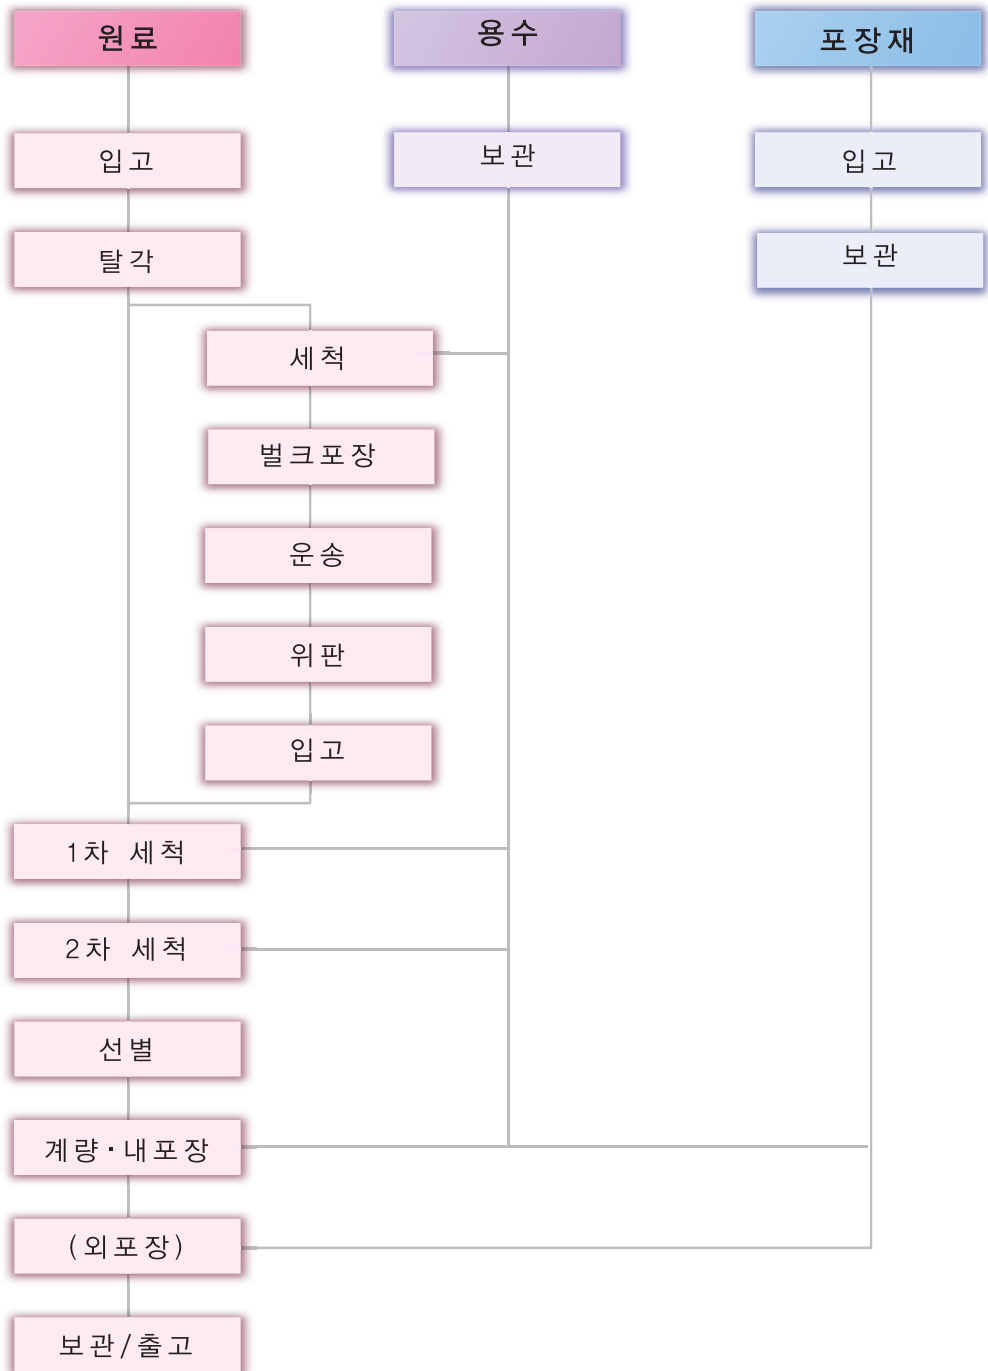 원료
용수
포장재
입고
보관
입고
탈각
보관
세척
벌크포장
운송
위판
입고
1차 세척
2차 세척
선별
계량·내포장
(외포장)
보관/출고